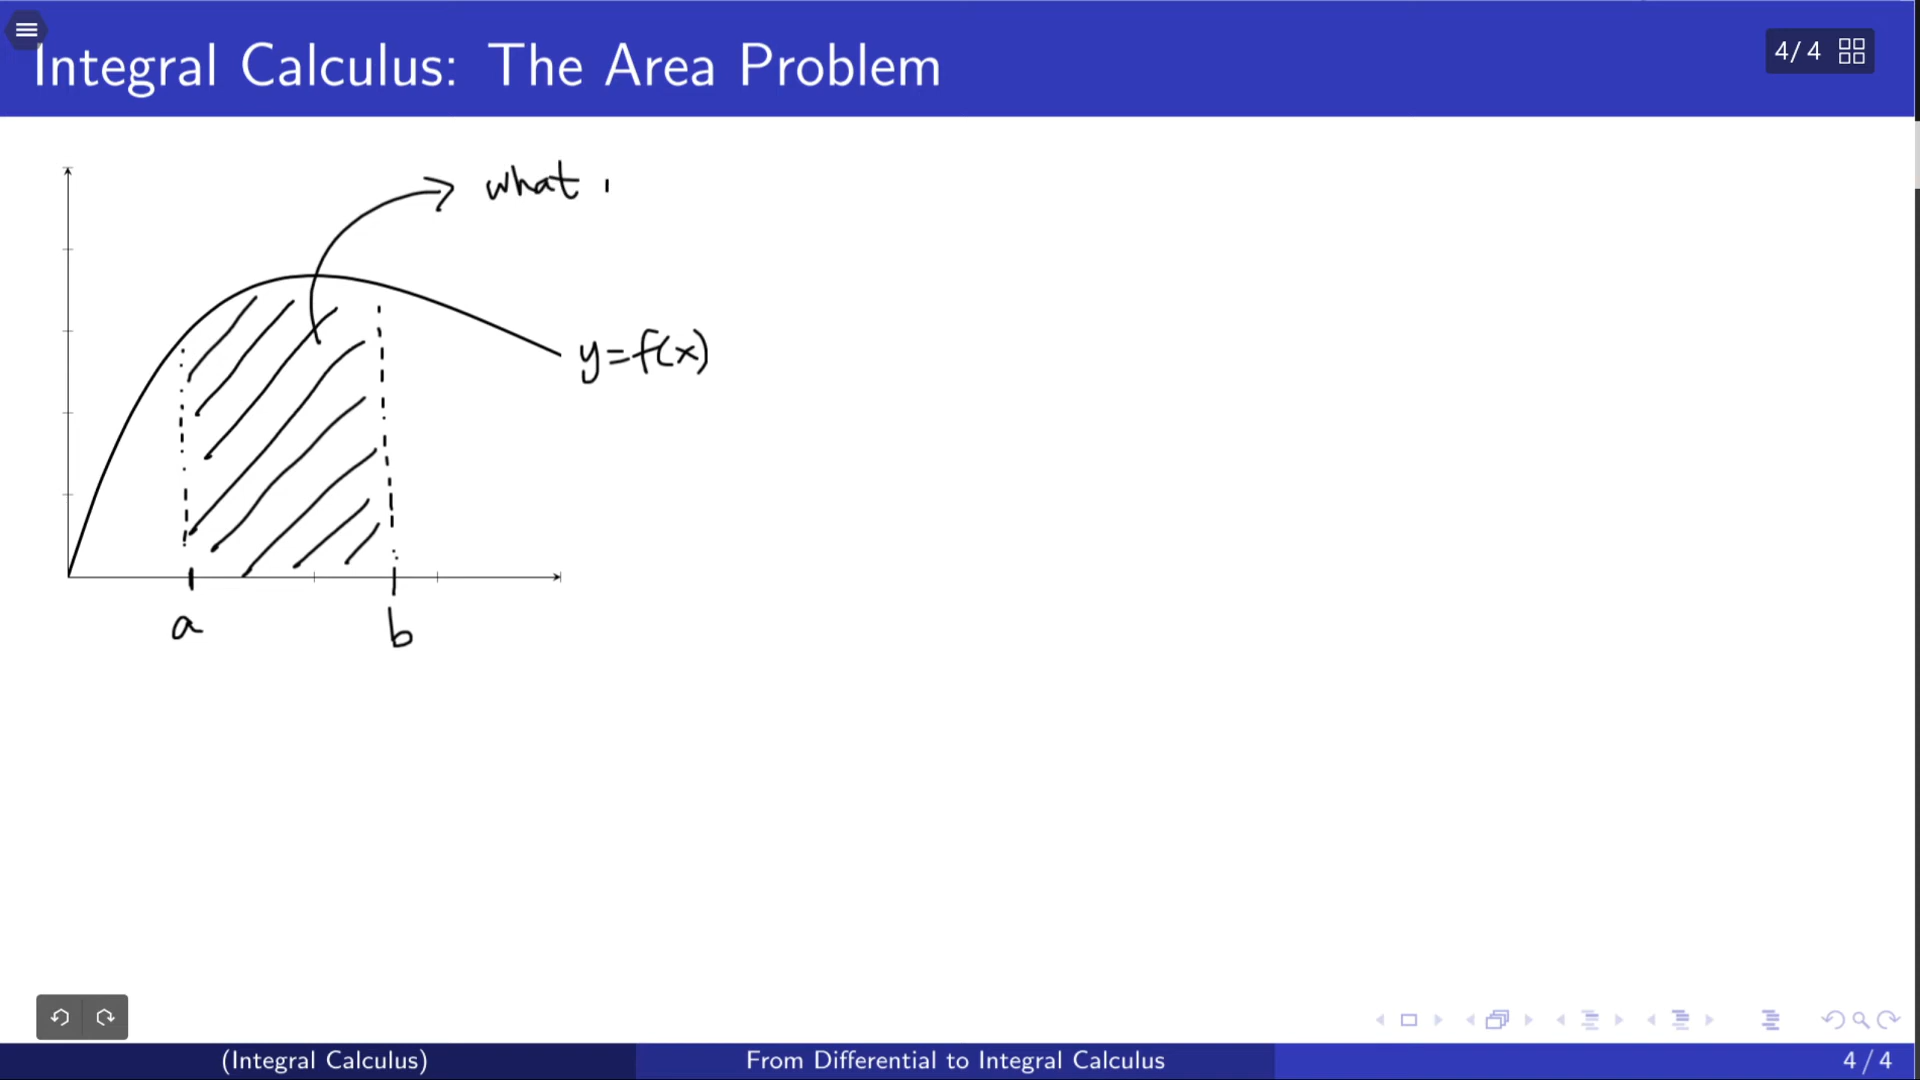 Integral Calculus: The Area Problem
4/ 4
what
y=f(x)
a
b
(Integral Calculus)
From Differential to Integral Calculus
4 / 4